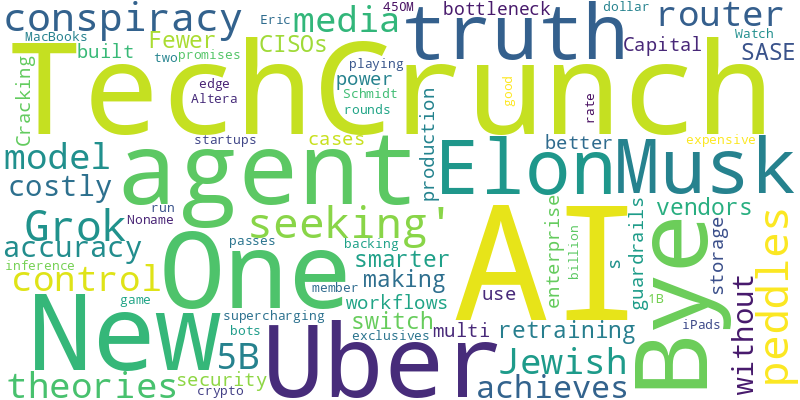 conspiracy
Eric
media
450M
bottleneck
dollar
router
MacBooks
built
Fewer
CISOs
truth
Capital
Watch
SASE
two
promises
TechCrunch
Cracking
edge
Altera
playing
power
Schmidt
rounds
good
rate
startups
cases
production
better
expensive
model
agent
Elon
Musk
costly
run
Noname
seeking'
enterprise
vendors
Grok
accuracy
One
passes
backing
smarter
AI
billion
s
guardrails
Bye
storage
without
peddles
inference
control
member
making
use
1B
game
workflows
New
supercharging
bots
exclusives
switch
multi
retraining
iPads
5B
Uber
Jewish
theories
security
crypto
achieves